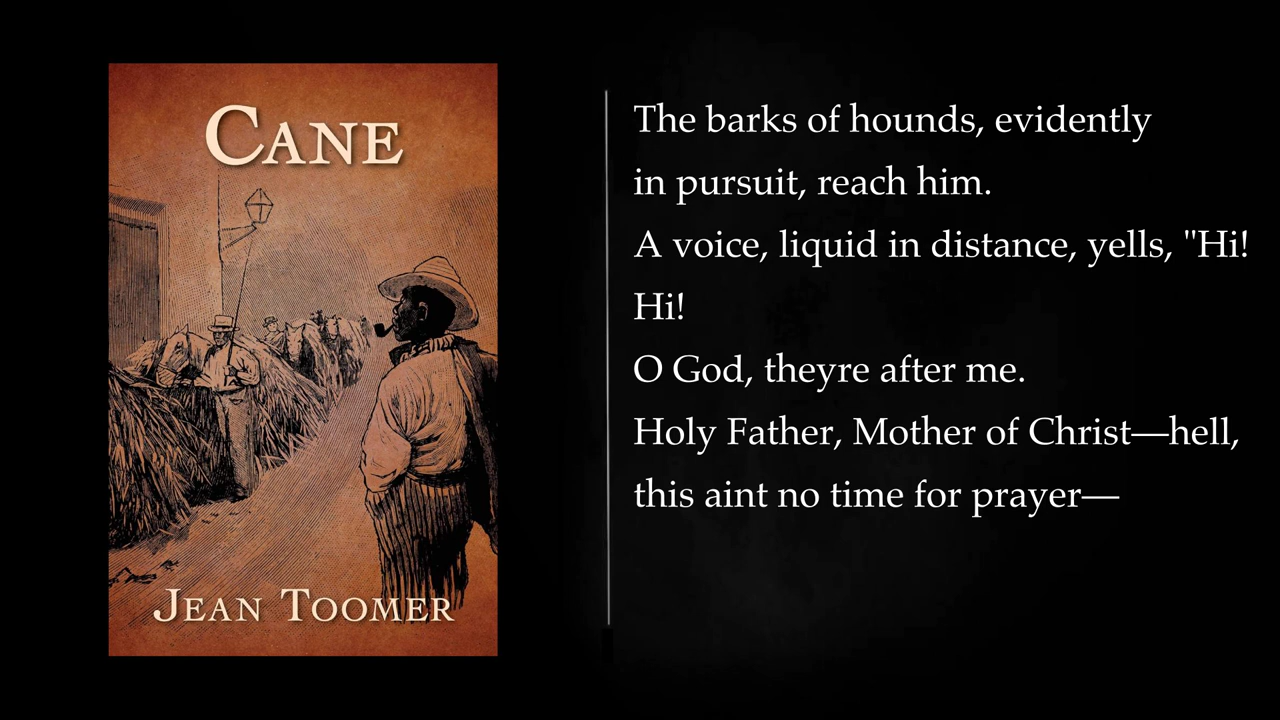 CANE
JEAN TOOMER
The barks of hounds, evidently
in pursuit, reach him.
A voice, liquid in distance, yells, "Hi!
Hi!
O God, theyre after me.
Holy Father, Mother of Christ—hell,
this aint no time for prayer—